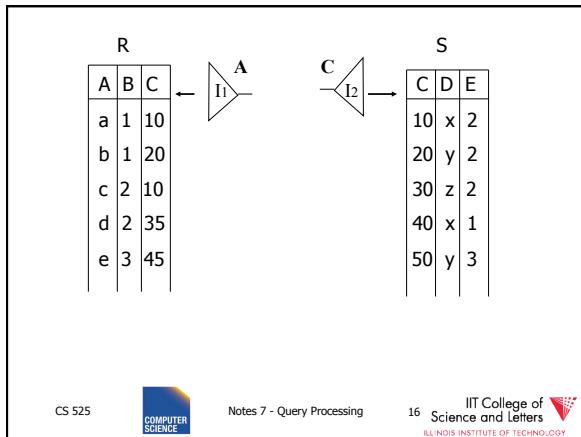 R A C S
A B C I1 I2 C D E
a 1 10 10 x 2
b 1 20 20 y 2
c 2 10 30 z 2
d 2 35 40 x 1
e 3 45 50 y 3
CS 525 COMPUTER SCIENCE Notes 7 - Query Processing 16 IIT College of Science and Letters
ILLINOIS INSTITUTE OF TECHNOLOGY